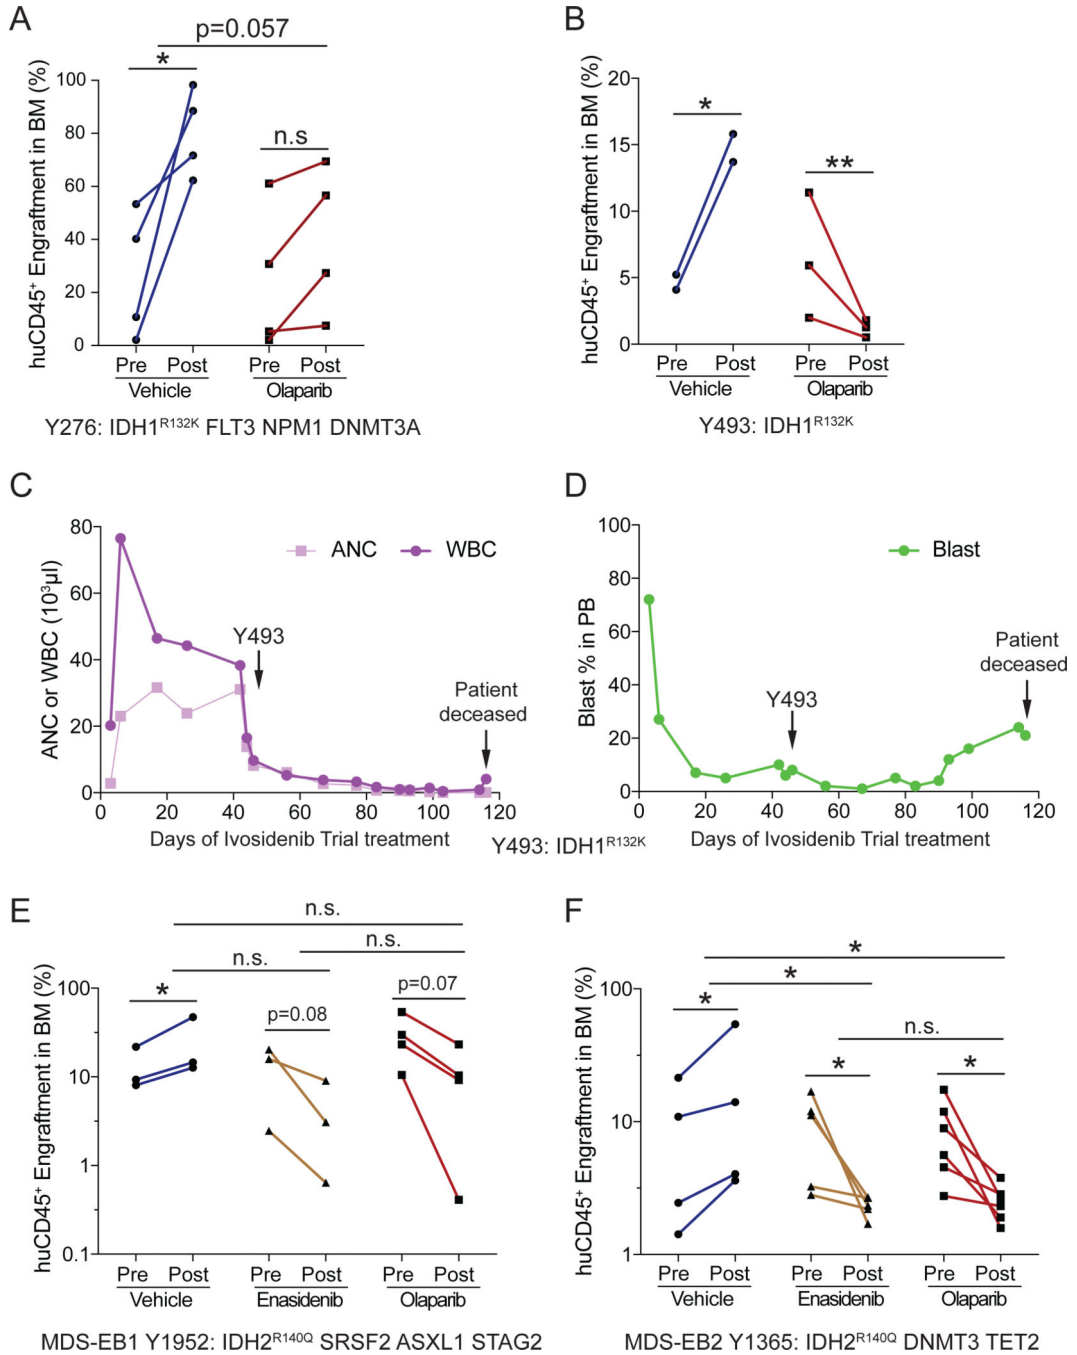 A
p=0.057
*
n.s
huCD45⁺ Engraftment in BM (%)
100
80
60
40
20
0
Pre Post Pre Post
Vehicle Olaparib
Y276: IDH1ᴿ¹³²ᴷ FLT3 NPM1 DNMT3A
B
*
**
huCD45⁺ Engraftment in BM (%)
20
15
10
5
0
Pre Post Pre Post
Vehicle Olaparib
Y493: IDH1ᴿ¹³²ᴷ
C
ANC or WBC (10³µl)
80
60
40
20
0
ANC WBC
Y493
Patient
deceased
0 20 40 60 80 100 120
Days of Ivosidenib Trial treatment
D
Blast % in PB
100
80
60
40
20
0
Blast
Y493
Patient
deceased
0 20 40 60 80 100 120
Days of Ivosidenib Trial treatment
Y493: IDH1ᴿ¹³²ᴷ
E
n.s.
n.s.
n.s.
*
p=0.08
p=0.07
huCD45⁺ Engraftment in BM (%)
100
10
1
0.1
Pre Post Pre Post Pre Post
Vehicle Enasidenib Olaparib
MDS-EB1 Y1952: IDH2ᴿ¹⁴⁰Q SRSF2 ASXL1 STAG2
F
*
*
*
n.s.
*
*
huCD45⁺ Engraftment in BM (%)
100
10
1
Pre Post Pre Post Pre Post
Vehicle Enasidenib Olaparib
MDS-EB2 Y1365: IDH2ᴿ¹⁴⁰Q DNMT3 TET2